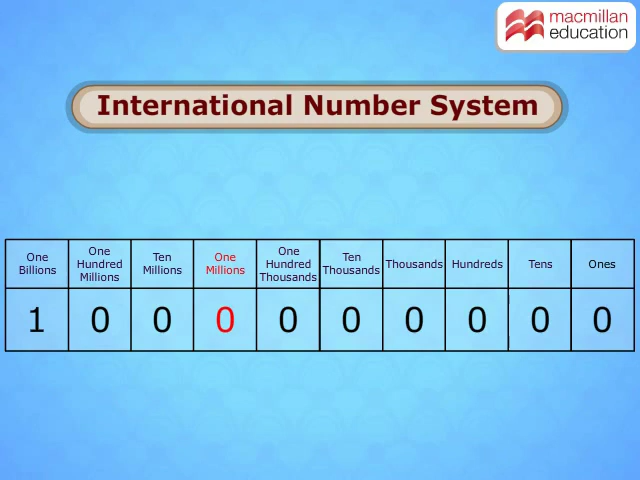 macmillan
education
International Number System
One
Billions
One
Hundred
Millions
Ten
Millions
One
Millions
One
Hundred
Thousands
Ten
Thousands
Thousands
Hundreds
Tens
Ones
1 0 0 0 0 0 0 0 0 0